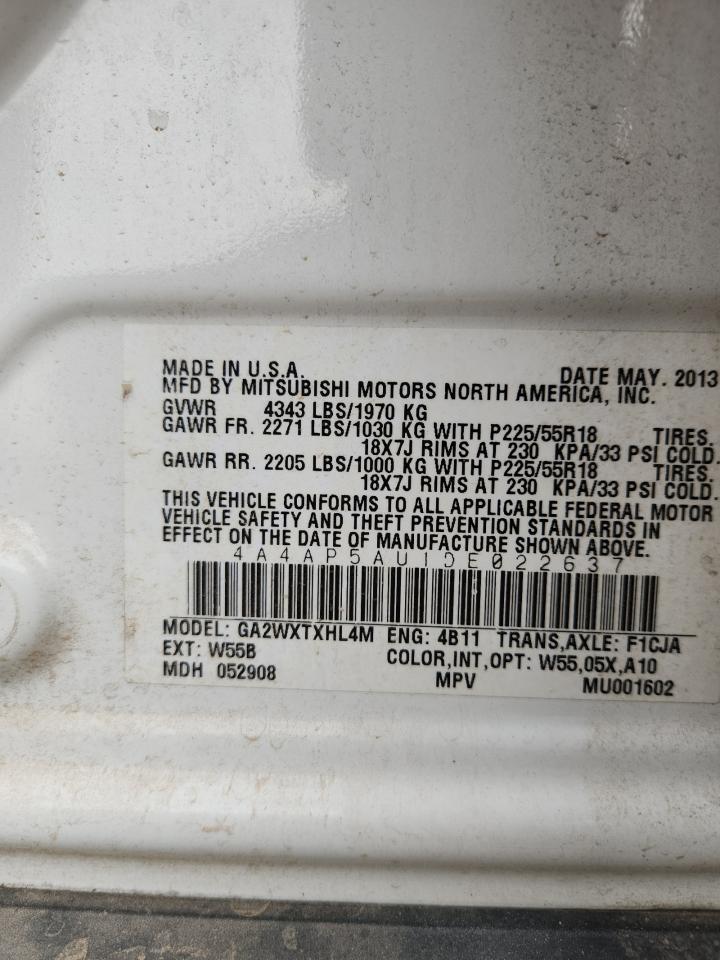 MADE IN U.S.A. DATE MAY. 2013
MFD BY MITSUBISHI MOTORS NORTH AMERICA, INC.
GVWR 4343 LBS/1970 KG
GAWR FR. 2271 LBS/1030 KG WITH P225/55R18 TIRES.
18X7J RIMS AT 230 KPA/33 PSI COLD.
GAWR RR. 2205 LBS/1000 KG WITH P225/55R18 TIRES.
18X7J RIMS AT 230 KPA/33 PSI COLD.
THIS VEHICLE CONFORMS TO ALL APPLICABLE FEDERAL MOTOR
VEHICLE SAFETY AND THEFT PREVENTION STANDARDS IN
EFFECT ON THE DATE OF MANUFACTURE SHOWN ABOVE.
4A4AP5AU1DE022637
MODEL: GA2WXTXHL4M ENG: 4B11 TRANS,AXLE: F1CJA
EXT: W55B COLOR,INT,OPT: W55,05X,A10
MDH 052908 MPV MU001602